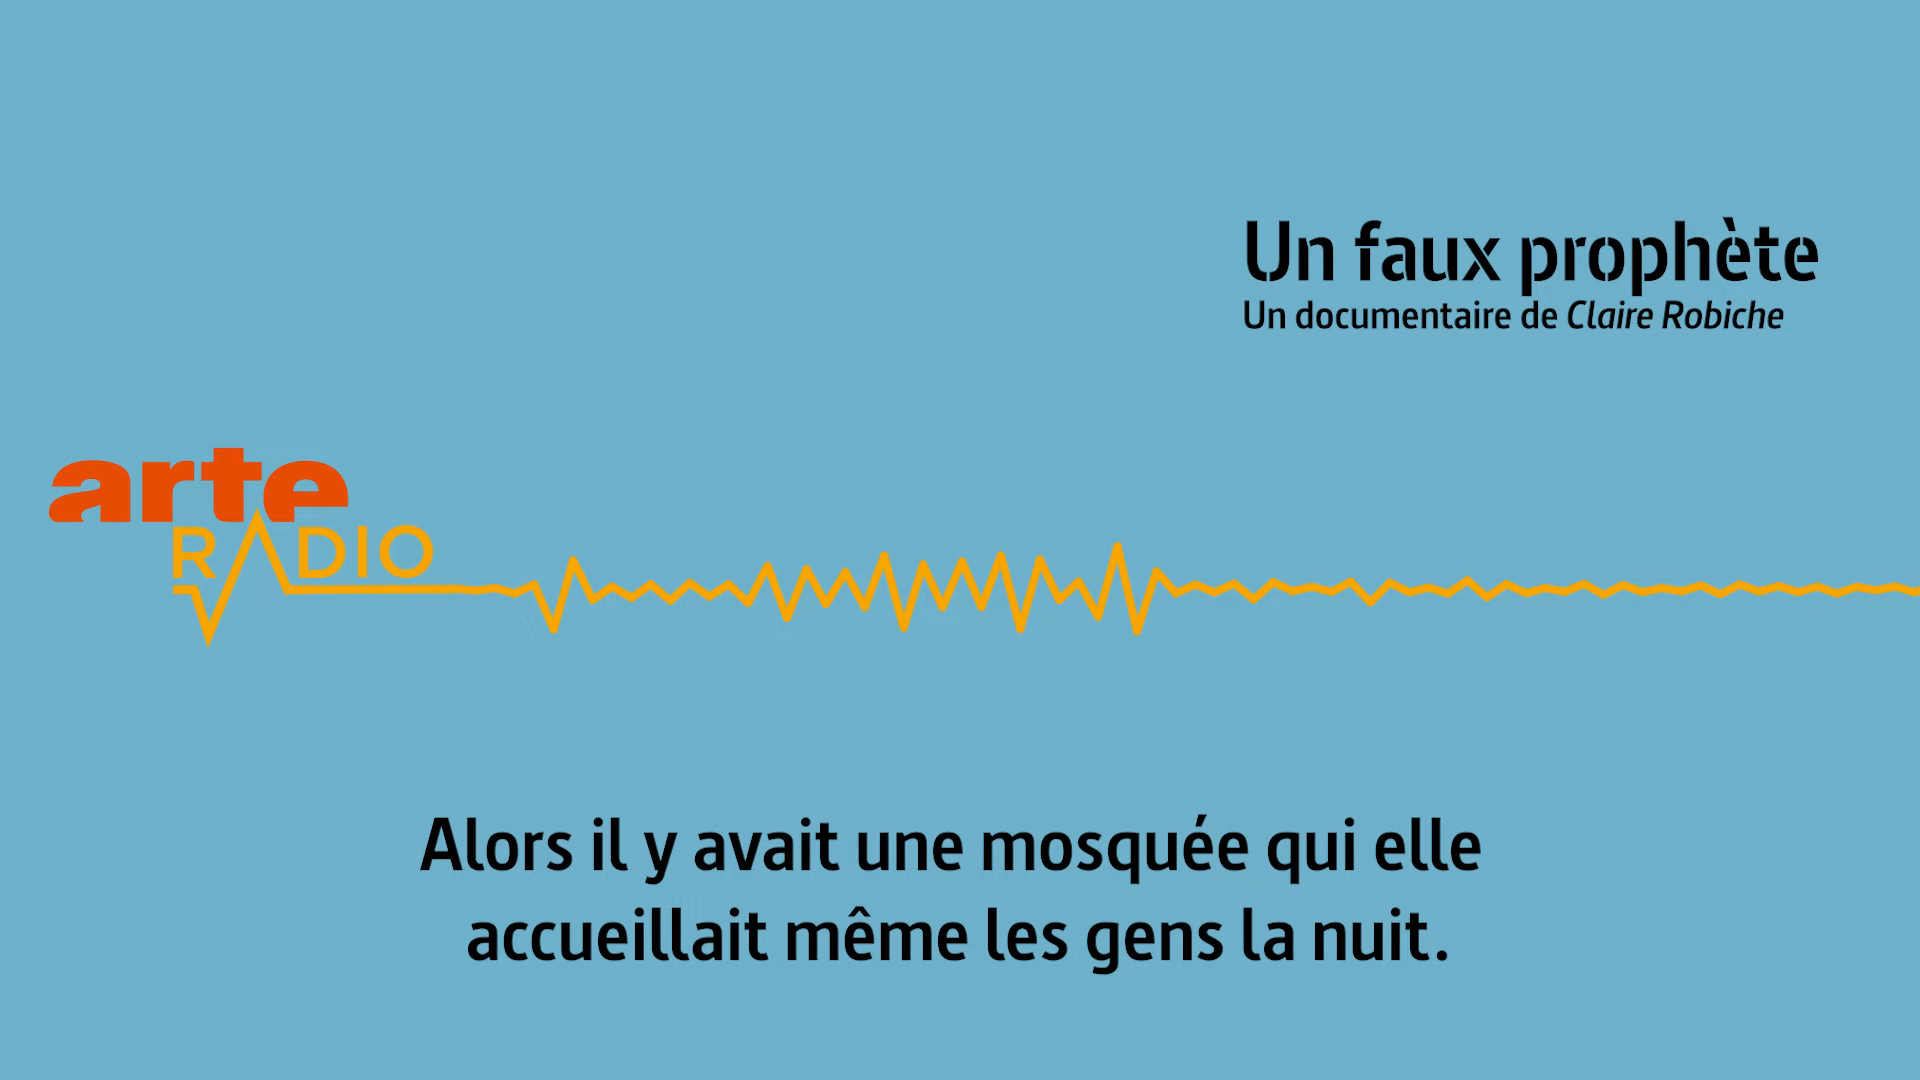 Un faux prophète
Un documentaire de Claire Robiche
arte
RADIO
Alors il y avait une mosquée qui elle
accueillait même les gens la nuit.